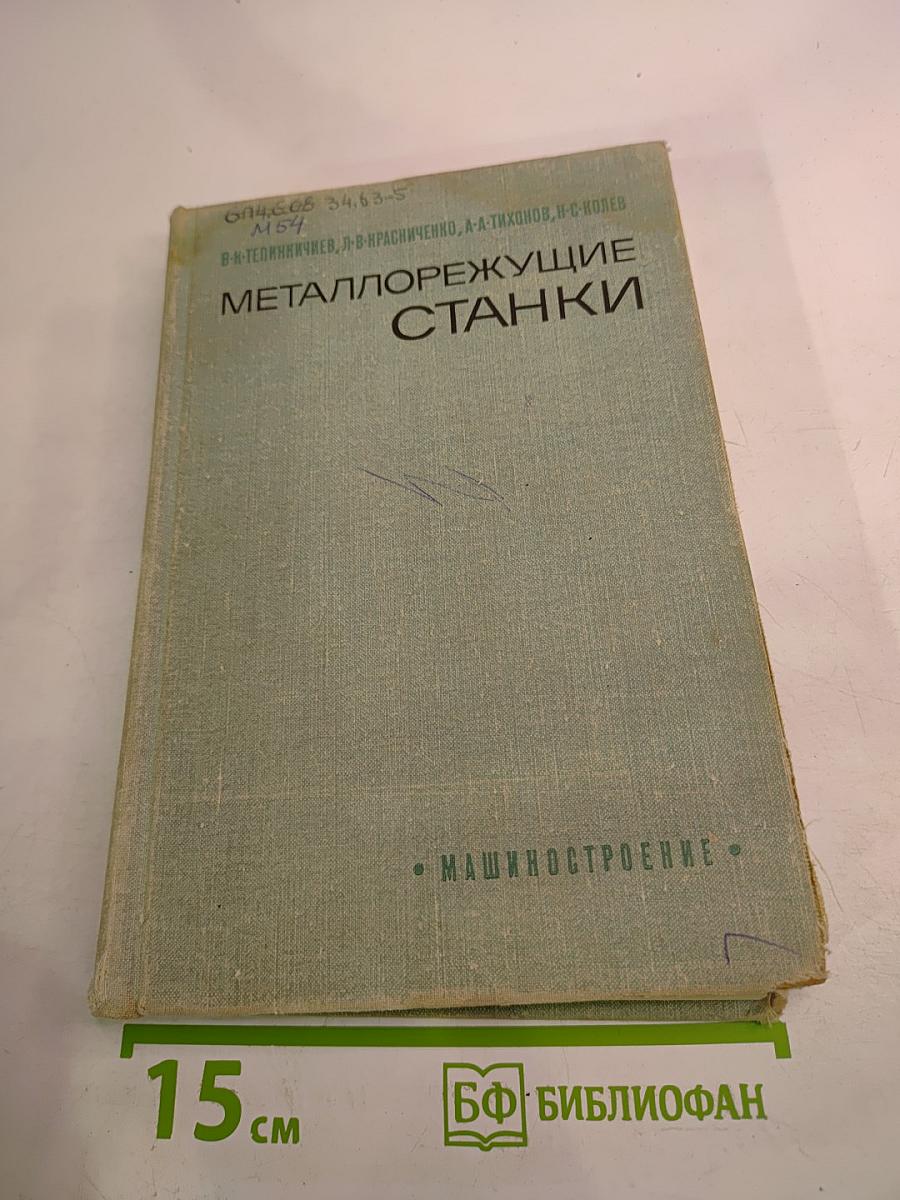 6П4.6.08 34.63-5
М54
В·К·ТЕПИНКИЧИЕВ, Л·В·КРАСНИЧЕНКО, А·А·ТИХОНОВ, Н·С·КОЛЕВ
МЕТАЛЛОРЕЖУЩИЕ
СТАНКИ
• МАШИНОСТРОЕНИЕ •
15 см
БФ БИБЛИОФАН